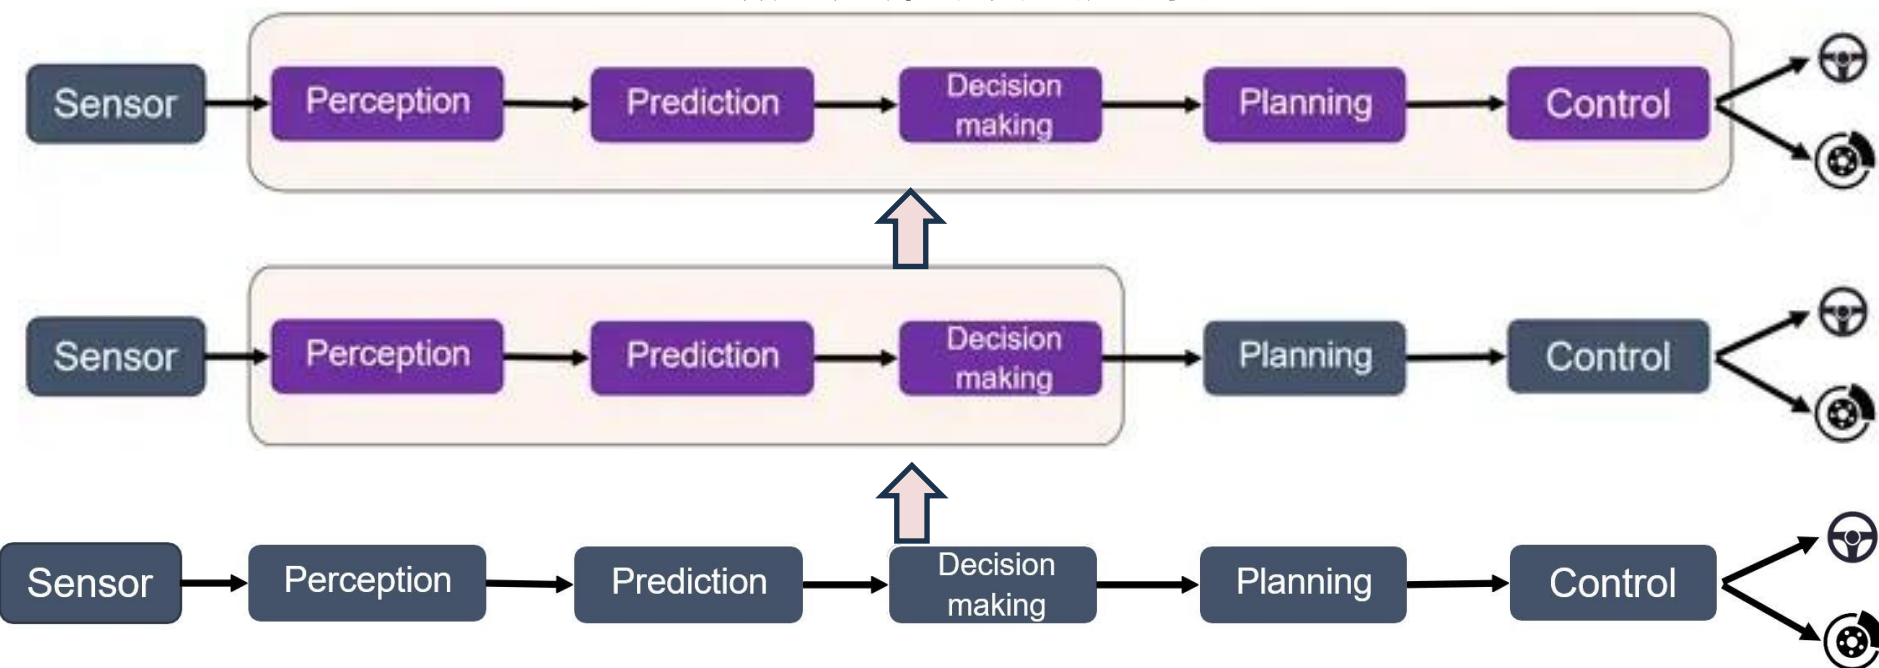 Sensor
Perception
Prediction
Decision
making
Planning
Control
Sensor
Perception
Prediction
Decision
making
Planning
Control
Sensor
Perception
Prediction
Decision
making
Planning
Control